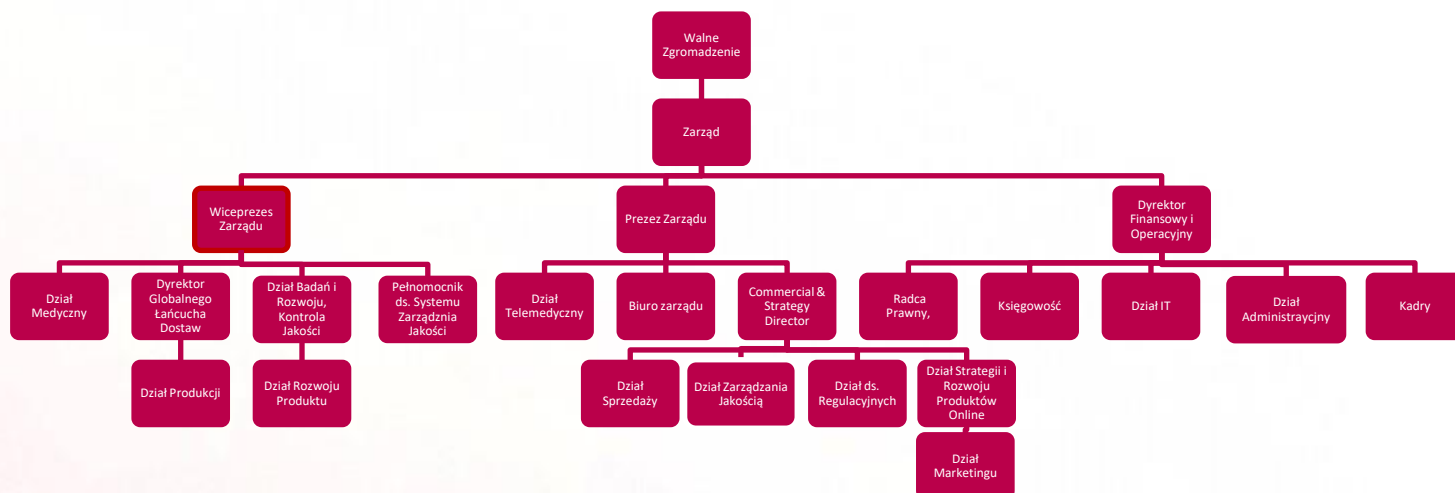 Walne
Zgromadzenie
Zarząd
Wiceprezes
Zarządu
Prezez Zarządu
Dyrektor
Finansowy i
Operacyjny
Dział
Medyczny
Dyrektor
Globalnego
Łańcucha
Dostaw
Dział Badań i
Rozwoju,
Kontrola
Jakości
Pełnomocnik
ds. Systemu
Zarządznia
Jakości
Dział
Telemedyczny
Biuro zarządu
Commercial &
Strategy
Director
Radca
Prawny,
Księgowość
Dział IT
Dział
Administraycjny
Kadry
Dział Produkcji
Dział Rozwoju
Produktu
Dział
Sprzedaży
Dział Zarządzania
Jakością
Dział ds.
Regulacyjnych
Dział Strategii i
Rozwoju
Produktów
Online
Dział
Marketingu